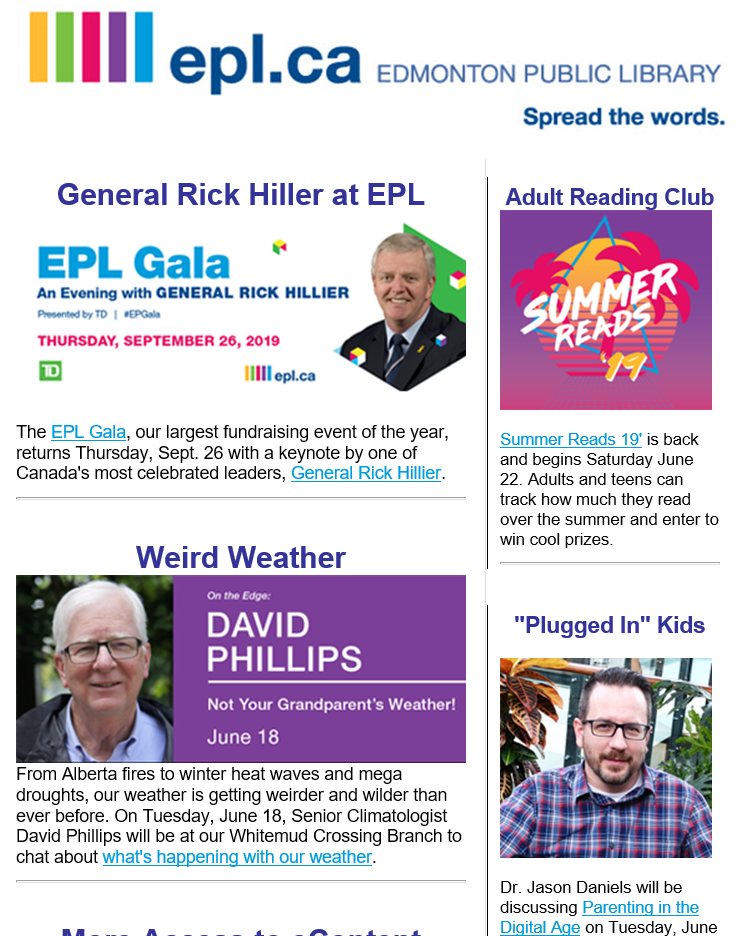 epl.ca EDMONTON PUBLIC LIBRARY
Spread the words.
General Rick Hiller at EPL
EPL Gala
An Evening with GENERAL RICK HILLIER
Presented by TD | #EPGala
THURSDAY, SEPTEMBER 26, 2019
TD
epl.ca
The EPL Gala, our largest fundraising event of the year,
returns Thursday, Sept. 26 with a keynote by one of
Canada's most celebrated leaders, General Rick Hillier.
Weird Weather
On the Edge:
DAVID
PHILLIPS
Not Your Grandparent's Weather!
June 18
From Alberta fires to winter heat waves and mega
droughts, our weather is getting weirder and wilder than
ever before. On Tuesday, June 18, Senior Climatologist
David Phillips will be at our Whitemud Crossing Branch to
chat about what's happening with our weather.
More Access to eContent
Adult Reading Club
SUMMER
READS
'19
Summer Reads 19' is back
and begins Saturday June
22. Adults and teens can
track how much they read
over the summer and enter to
win cool prizes.
"Plugged In" Kids
Dr. Jason Daniels will be
discussing Parenting in the
Digital Age on Tuesday, June